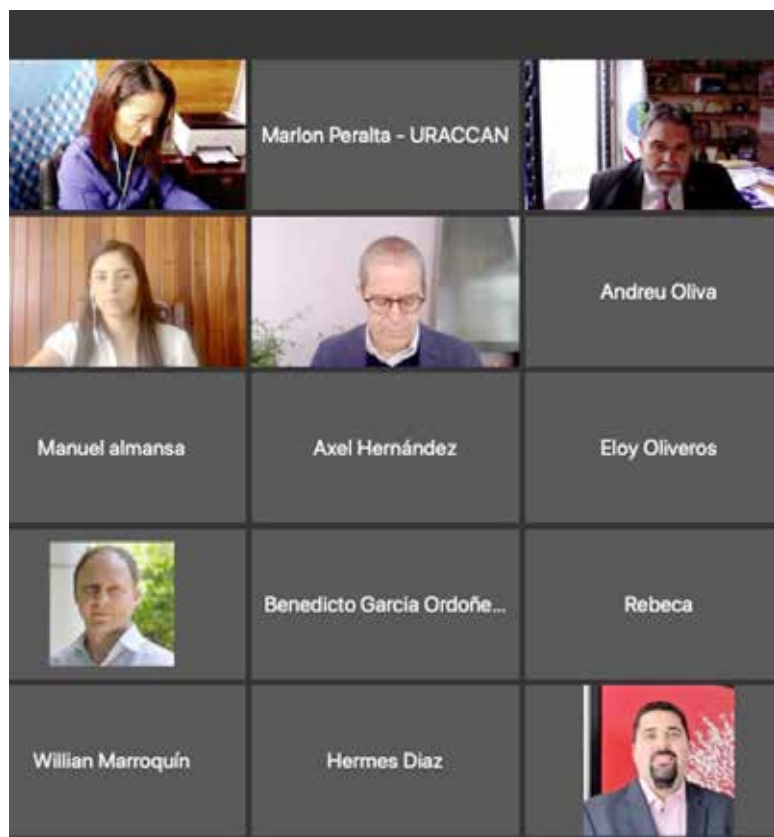 Marlon Peralta - URACCAN
Andreu Oliva
Manuel almansa
Axel Hernández
Eloy Oliveros
Benedicto Garcia Ordoñe...
Rebeca
Willian Marroquín
Hermes Diaz